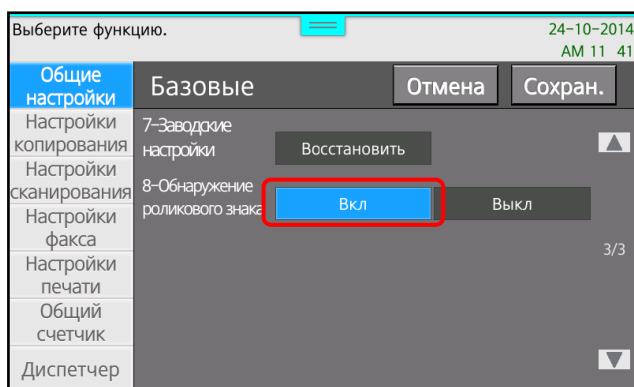 Выберите функцию.
24-10-2014
AM 11 41
Общие
настройки
Базовые
Отмена
Сохран.
Настройки
копирования
Настройки
сканирования
Настройки
факса
Настройки
печати
Общий
счетчик
Диспетчер
7-Заводские
настройки
Восстановить
8-Обнаружение
роликового знака
Вкл
Выкл
3/3